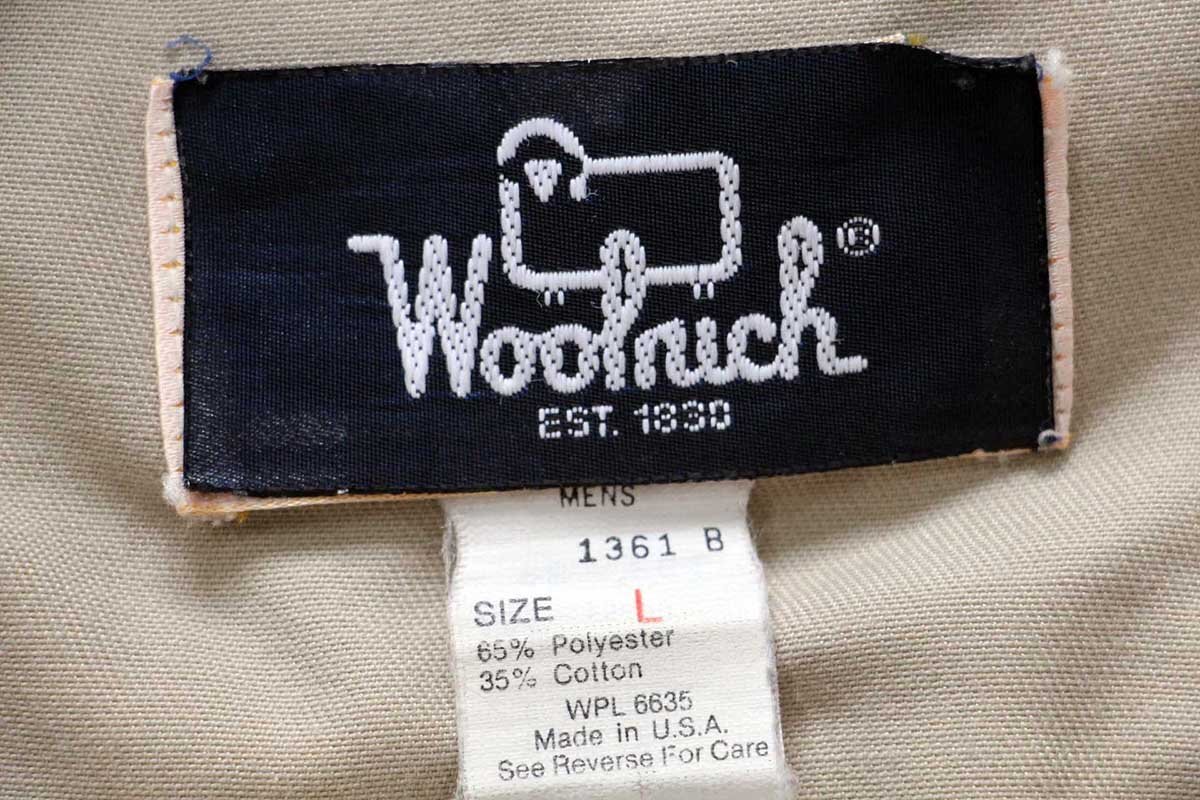 Woolrich®
EST. 1830
MENS
1361 B
SIZE L
65% Polyester
35% Cotton
WPL 6635
Made in U.S.A.
See Reverse For Care